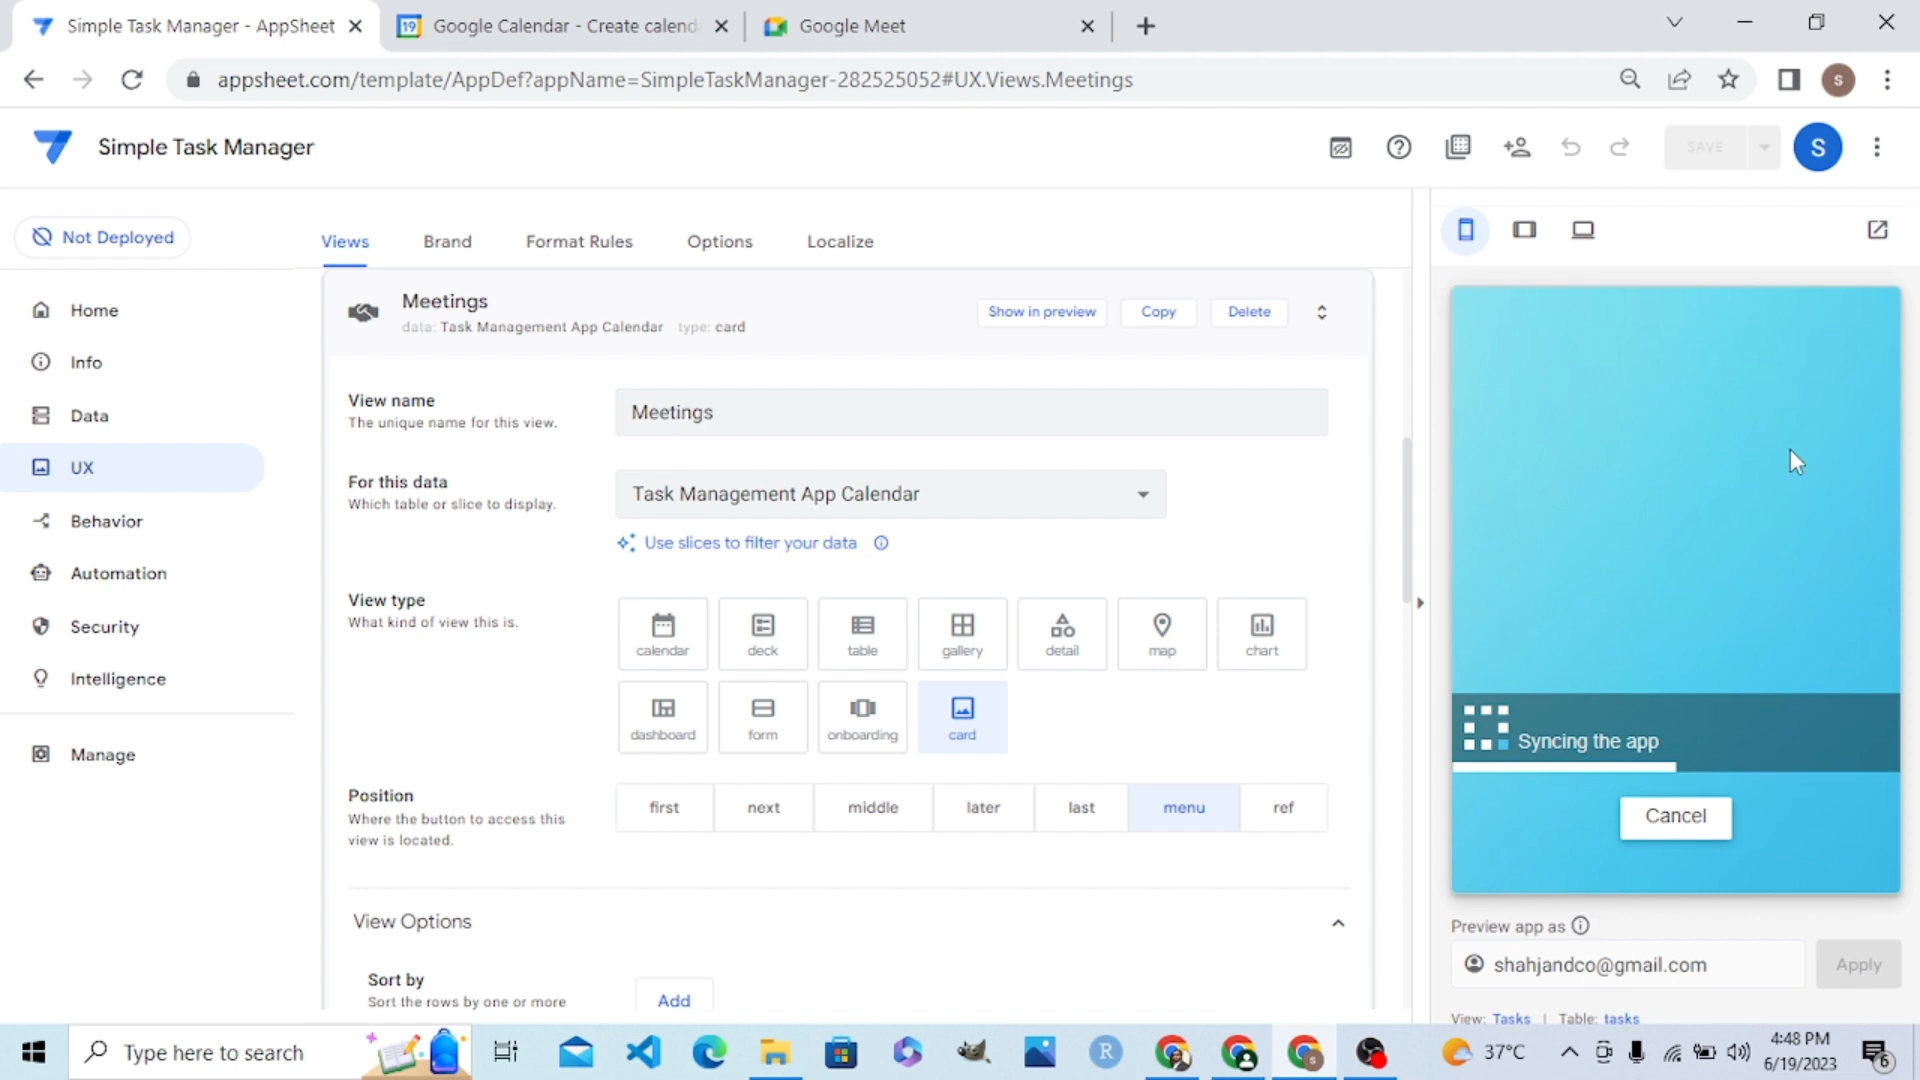 Simple Task Manager - AppSheet
19
Google Calendar - Create calend
Google Meet
appsheet.com/template/AppDef?appName=SimpleTaskManager-282525052#UX.Views.Meetings
s
Simple Task Manager
SAVE
S
Not Deployed
Views
Brand
Format Rules
Options
Localize
Home
Info
Data
UX
Behavior
Automation
Security
Intelligence
Manage
Meetings
data: Task Management App Calendar type: card
Show in preview
Copy
Delete
View name
The unique name for this view.
Meetings
For this data
Which table or slice to display.
Task Management App Calendar
Use slices to filter your data
View type
What kind of view this is.
calendar
deck
table
gallery
detail
map
chart
dashboard
form
onboarding
card
Position
Where the button to access this
view is located.
first
next
middle
later
last
menu
ref
View Options
Sort by
Sort the rows by one or more
Add
Syncing the app
Cancel
Preview app as
shahjandco@gmail.com
Apply
View: Tasks | Table: tasks
Type here to search
R
s
37°C
4:48 PM
6/19/2023
6